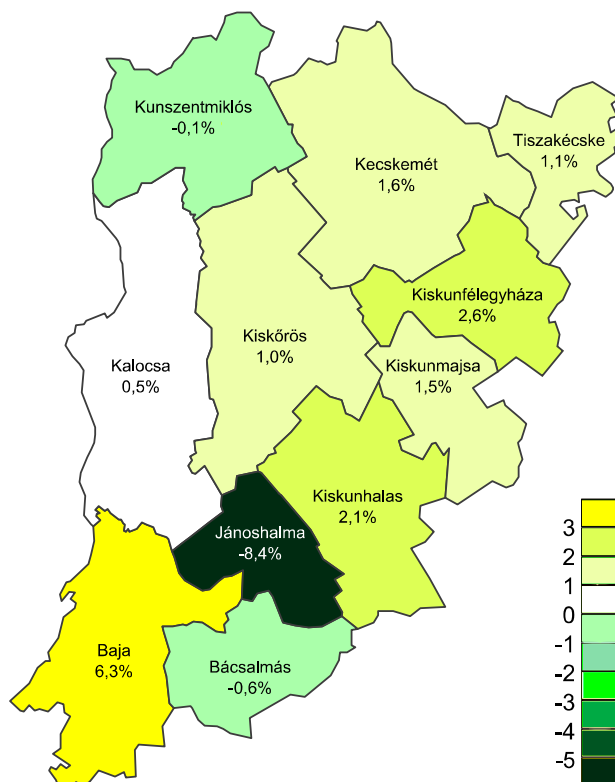 Kunszentmiklós
-0,1%
Kecskemét
1,6%
Tiszakécske
1,1%
Kiskunfélegyháza
2,6%
Kiskőrös
1,0%
Kiskunmajsa
1,5%
Kalocsa
0,5%
Kiskunhalas
2,1%
Jánoshalma
-8,4%
Baja
6,3%
Bácsalmás
-0,6%
3
2
1
0
-1
-2
-3
-4
-5